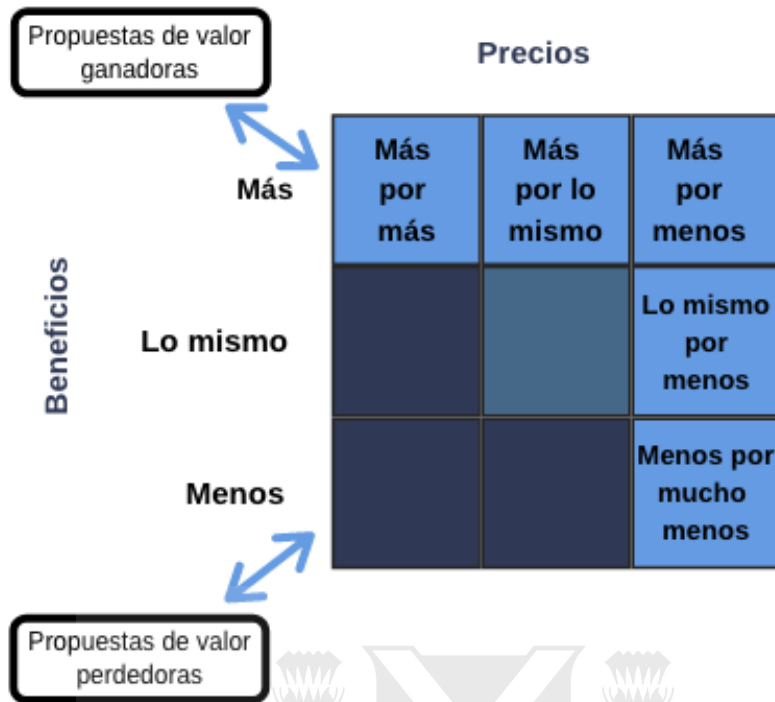 Propuestas de valor
ganadoras
Precios
Más
Más
por
más
Más
por lo
mismo
Más
por
menos
Beneficios
Lo mismo
Lo mismo
por
menos
Menos
Menos por
mucho
menos
Propuestas de valor
perdedoras